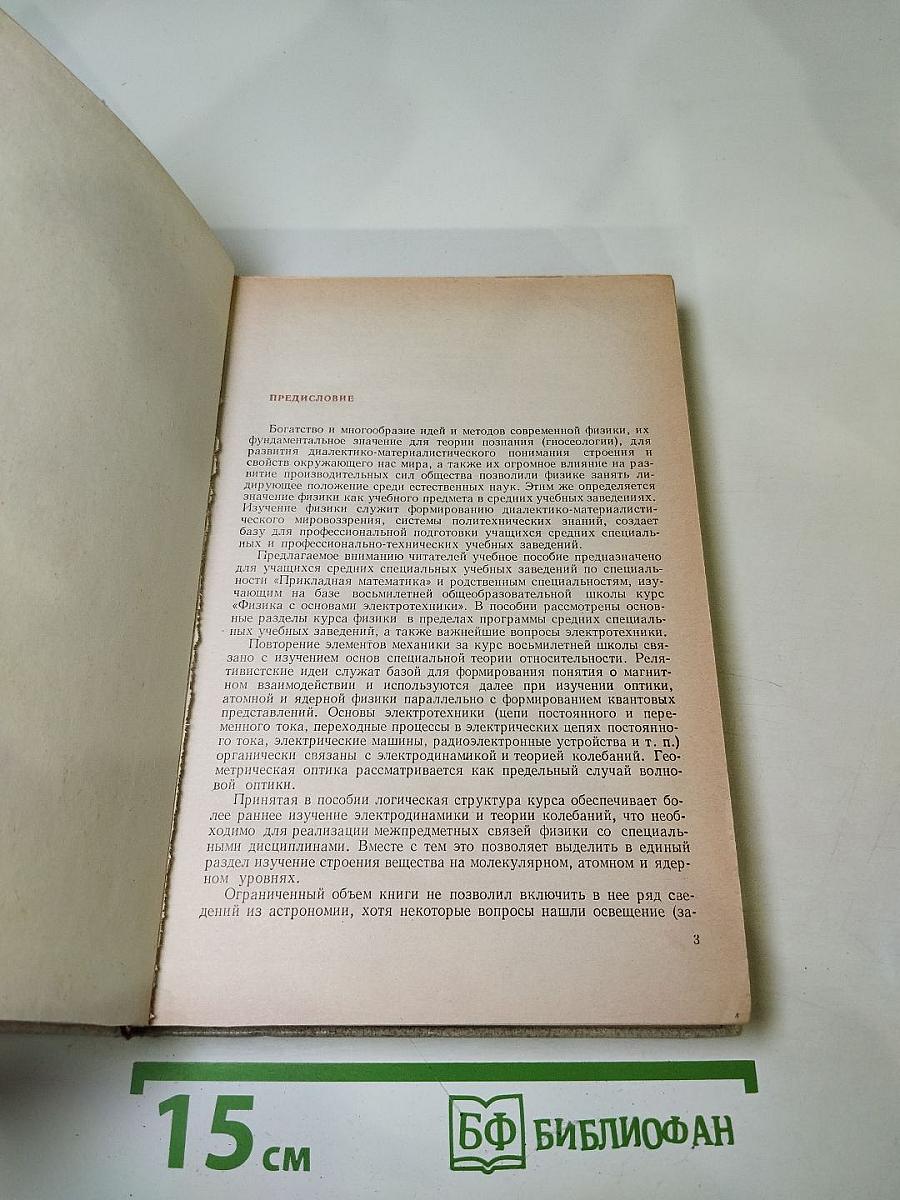 ПРЕДИСЛОВИЕ
Богатство и многообразие идей и методов современной физики, их
фундаментальное значение для теории познания (гносеологии), для
развития диалектико-материалистического понимания строения и
свойств окружающего нас мира, а также их огромное влияние на раз-
витие производительных сил общества позволили физике занять ли-
дирующее положение среди естественных наук. Этим же определяется
значение физики как учебного предмета в средних учебных заведениях.
Изучение физики служит формированию диалектико-материалисти-
ческого мировоззрения, системы политехнических знаний, создает
базу для профессиональной подготовки учащихся средних специаль-
ных и профессионально-технических учебных заведений.
Предлагаемое вниманию читателей учебное пособие предназначено
для учащихся средних специальных учебных заведений по специаль-
ности «Прикладная математика» и родственным специальностям, изу-
чающим на базе восьмилетней общеобразовательной школы курс
«Физика с основами электротехники». В пособии рассмотрены основ-
ные разделы курса физики в пределах программы средних специаль-
ных учебных заведений, а также важнейшие вопросы электротехники.
Повторение элементов механики за курс восьмилетней школы свя-
зано с изучением основ специальной теории относительности. Реля-
тивистские идеи служат базой для формирования понятия о магнит-
ном взаимодействии и используются далее при изучении оптики,
атомной и ядерной физики параллельно с формированием квантовых
представлений. Основы электротехники (цепи постоянного и пере-
менного тока, переходные процессы в электрических цепях постоянно-
го тока, электрические машины, радиоэлектронные устройства и т. п.)
органически связаны с электродинамикой и теорией колебаний. Гео-
метрическая оптика рассматривается как предельный случай волно-
вой оптики.
Принятая в пособии логическая структура курса обеспечивает бо-
лее раннее изучение электродинамики и теории колебаний, что необ-
ходимо для реализации межпредметных связей физики со специаль-
ными дисциплинами. Вместе с тем это позволяет выделить в единый
раздел изучение строения вещества на молекулярном, атомном и ядер-
ном уровнях.
Ограниченный объем книги не позволил включить в нее ряд све-
дений из астрономии, хотя некоторые вопросы нашли освещение (за-
3
15 см
БФ БИБЛИОФАН